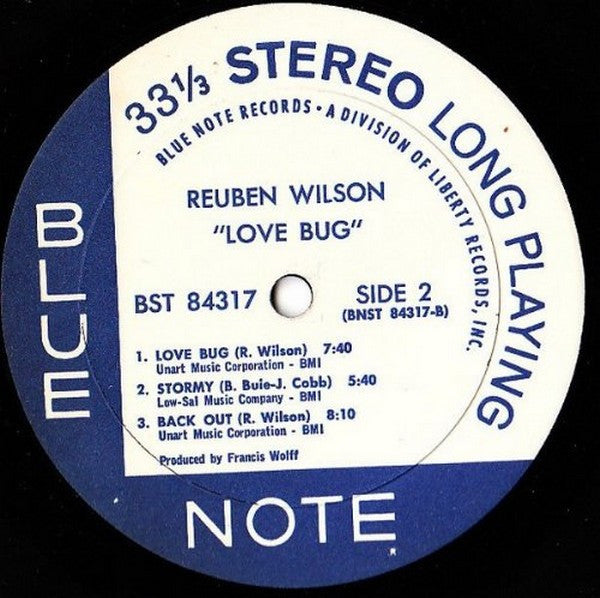 33⅓ STEREO LONG PLAYING
BLUE NOTE RECORDS • A DIVISION OF LIBERTY RECORDS, INC.
REUBEN WILSON
"LOVE BUG"
BST 84317
SIDE 2
(BNST 84317-B)
1. LOVE BUG (R. Wilson) 7:40
Unart Music Corporation - BMI
2. STORMY (B. Buie-J. Cobb) 5:40
Low-Sal Music Company - BMI
3. BACK OUT (R. Wilson) 8:10
Unart Music Corporation - BMI
Produced by Francis Wolff
BLUE
NOTE